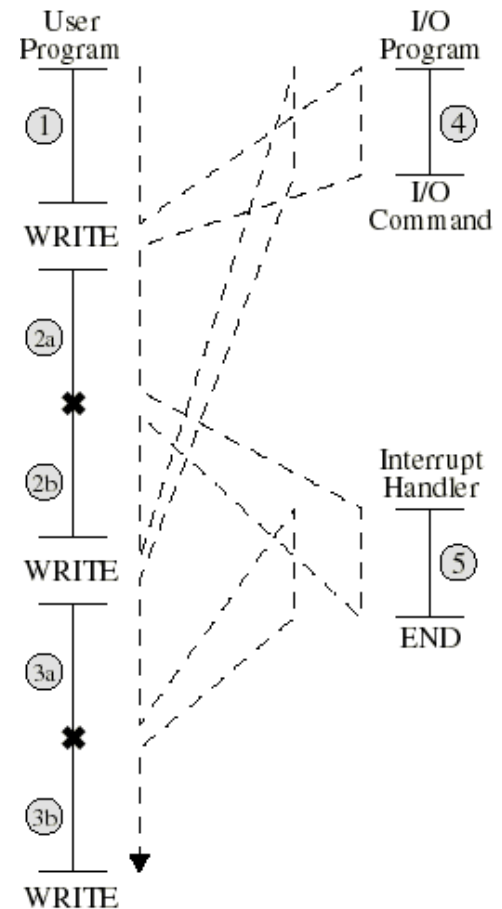 User
Program
1
WRITE
2a
2b
WRITE
3a
3b
WRITE
I/O
Program
4
I/O
Command
Interrupt
Handler
5
END